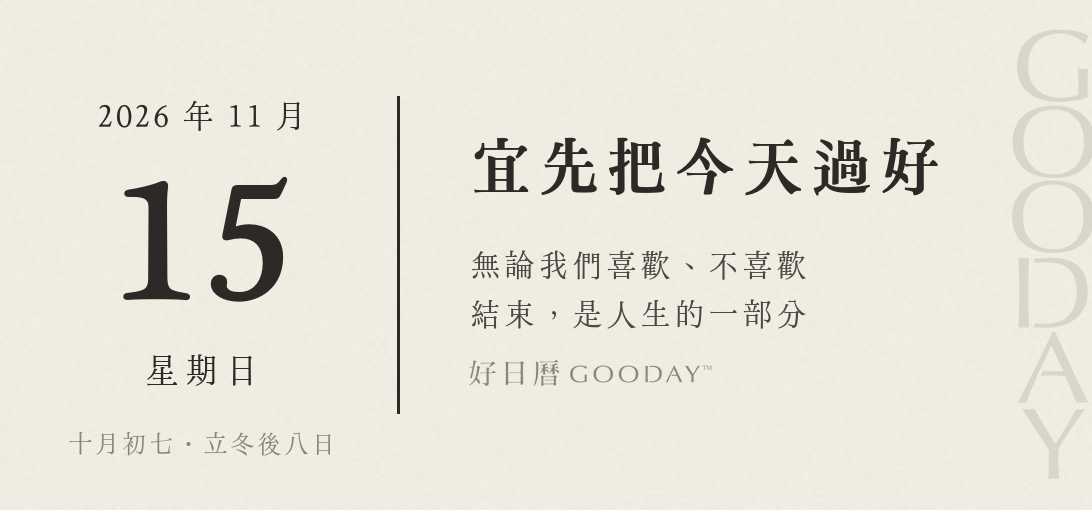 2026 年 11 月
15
星期日
十月初七・立冬後八日
宜先把今天過好
無論我們喜歡、不喜歡
結束，是人生的一部分
好日曆 GOODAY™
GOODAY